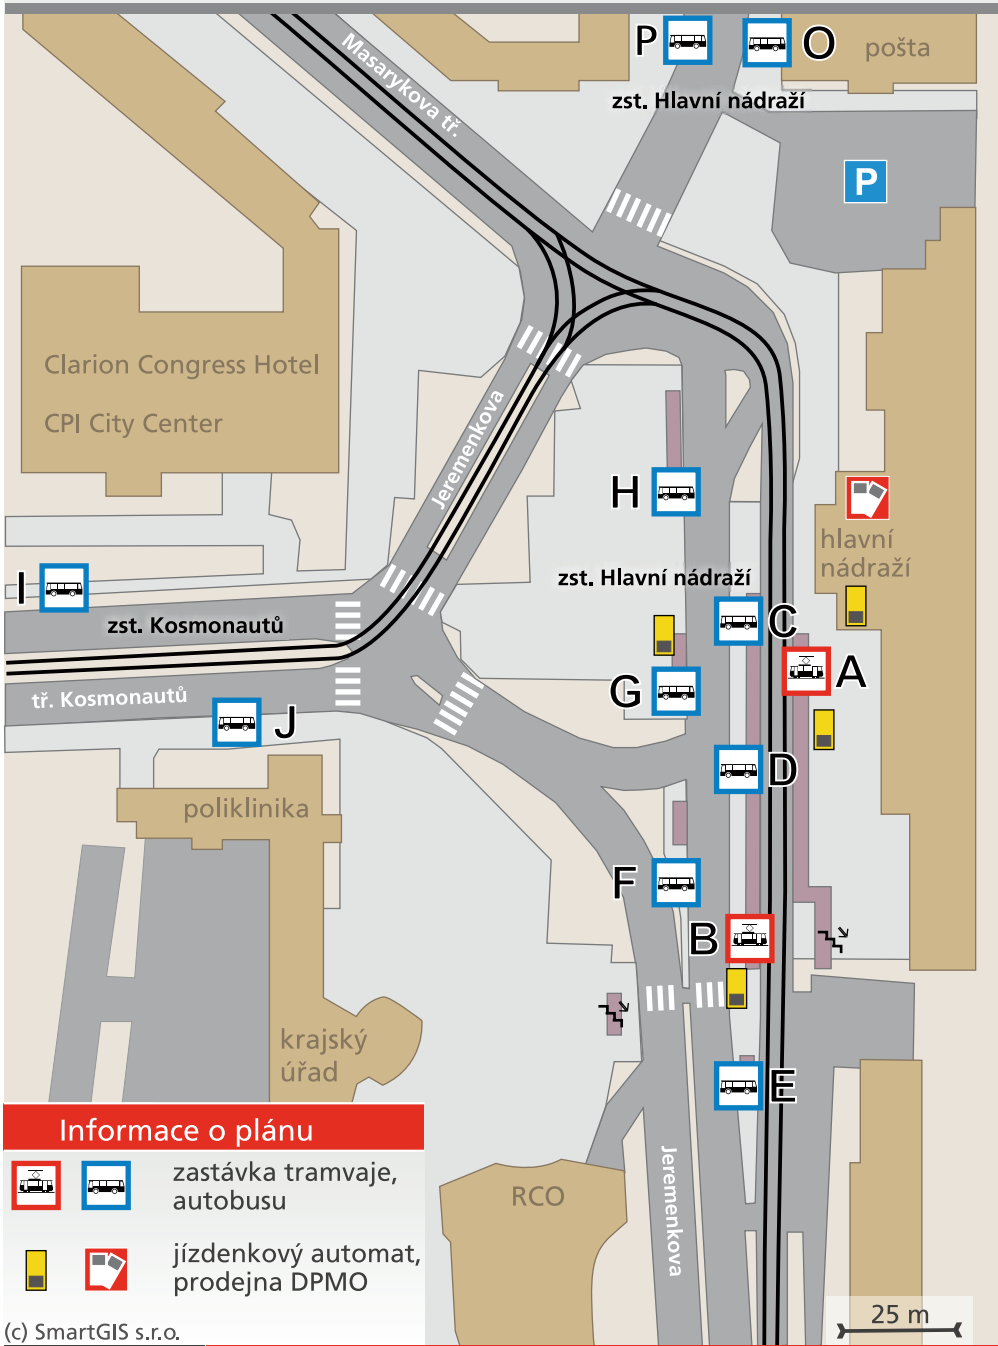 P
O
pošta
Masarykova tř.
zst. Hlavní nádraží
P
Clarion Congress Hotel
CPI City Center
Jeremenkova
H
hlavní
nádraží
I
zst. Hlavní nádraží
zst. Kosmonautů
C
A
G
tř. Kosmonautů
J
D
poliklinika
F
B
krajský
úřad
E
Informace o plánu
zastávka tramvaje,
autobusu
jízdenkový automat,
prodejna DPMO
RCO
Jeremenkova
25 m
(c) SmartGIS s.r.o.